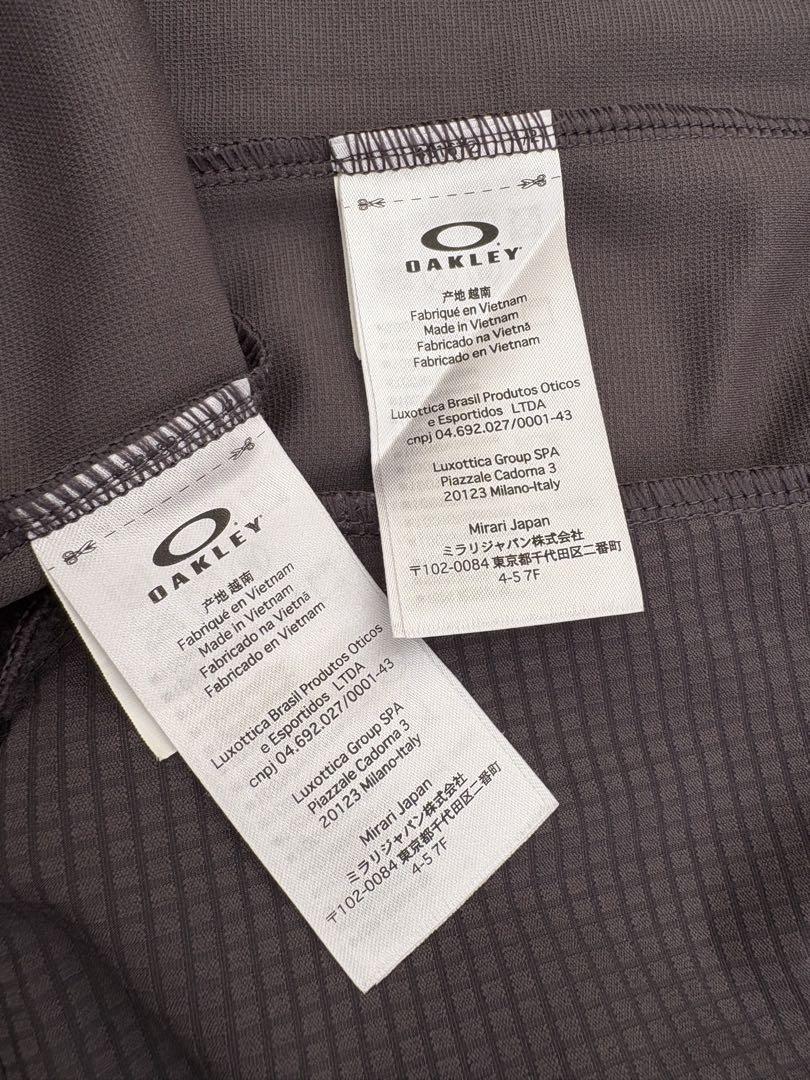 OAKLEY
产地 越南
Fabriqué en Vietnam
Made in Vietnam
Fabricado na Vietnã
Fabricado en Vietnam
Luxottica Brasil Produtos Oticos
e Esportidos LTDA
cnpj 04.692.027/0001-43
Luxottica Group SPA
Piazzale Cadorna 3
20123 Milano-Italy
Mirari Japan
ミラリジャパン株式会社
〒102-0084 東京都千代田区二番町
4-5 7F
OAKLEY
产地 越南
Fabriqué en Vietnam
Made in Vietnam
Fabricado na Vietnã
Fabricado en Vietnam
Luxottica Brasil Produtos Oticos
e Esportidos LTDA
cnpj 04.692.027/0001-43
Luxottica Group SPA
Piazzale Cadorna 3
20123 Milano-Italy
Mirari Japan
ミラリジャパン株式会社
〒102-0084 東京都千代田区二番町
4-5 7F